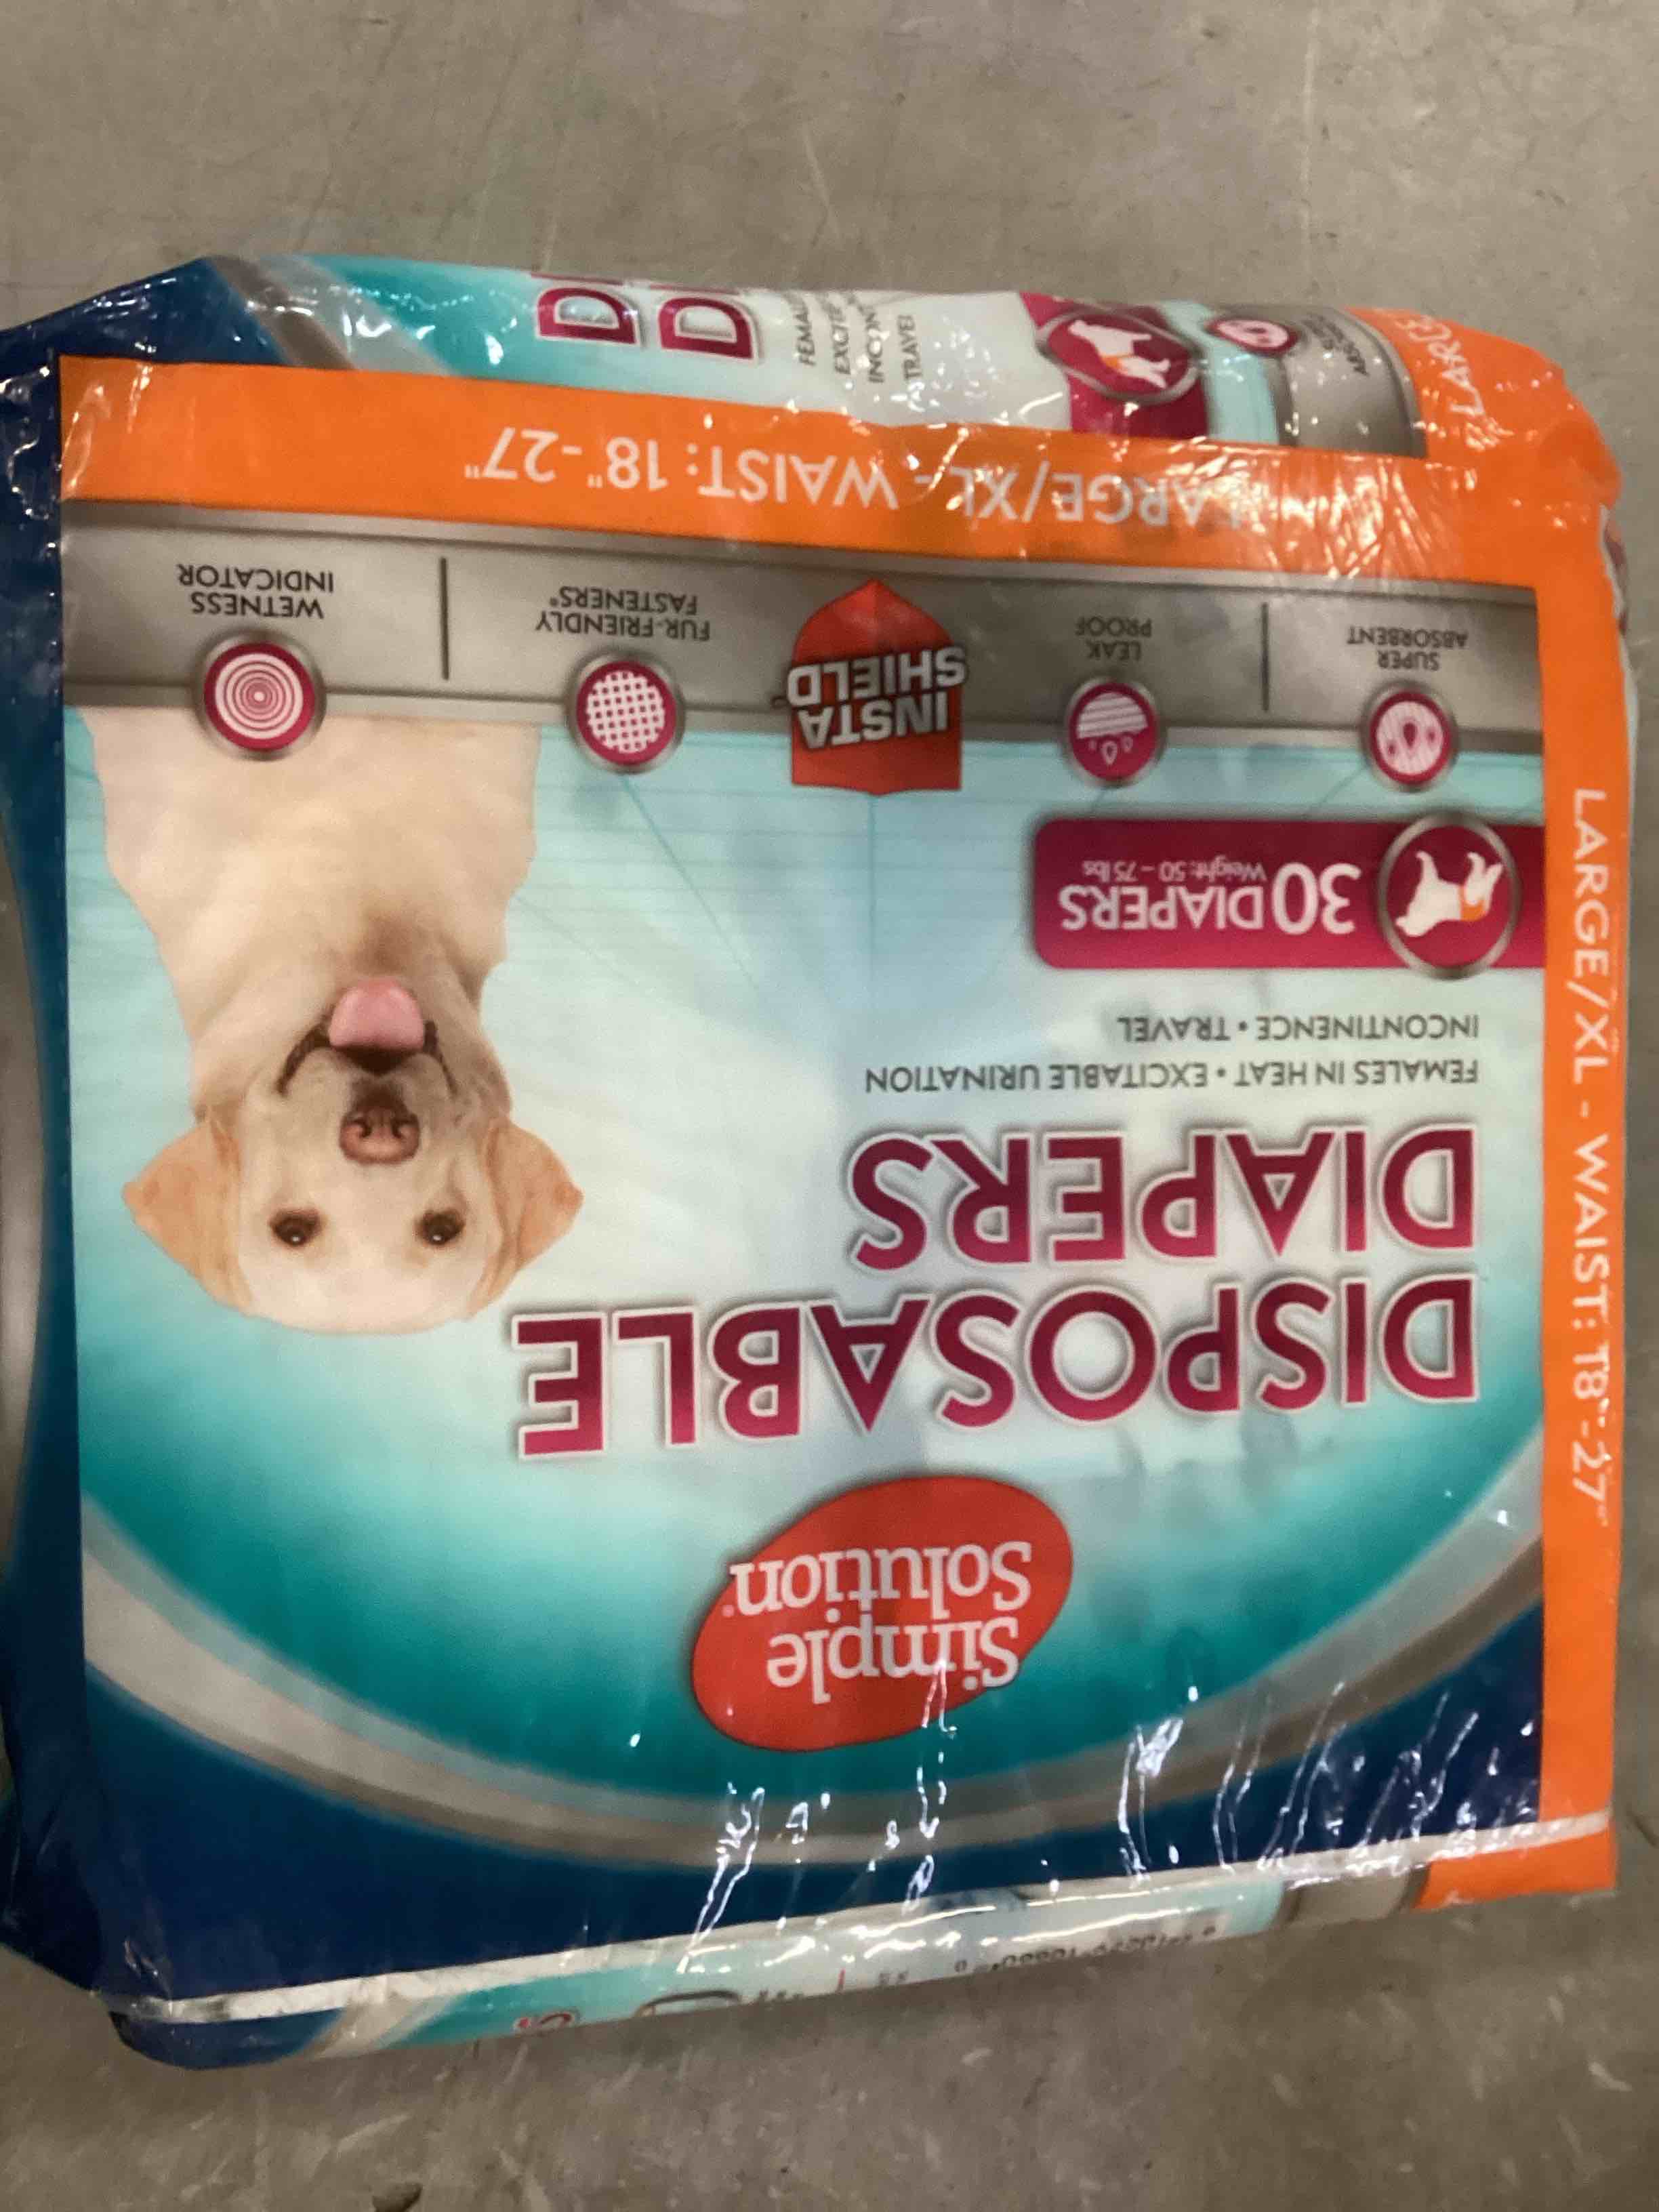 Simple
Solution
DISPOSABLE
DIAPERS
FEMALES IN HEAT • EXCITABLE URINATION
INCONTINENCE • TRAVEL
30 DIAPERS
Weight: 50 – 75 lbs
SUPER
ABSORBENT
LEAK
PROOF
INSTA
SHIELD
FUR-FRIENDLY
FASTENERS®
WETNESS
INDICATOR
LARGE/XL - WAIST: 18"-27"
LARGE/XL - WAIST: 18"-27"
TRAVEL